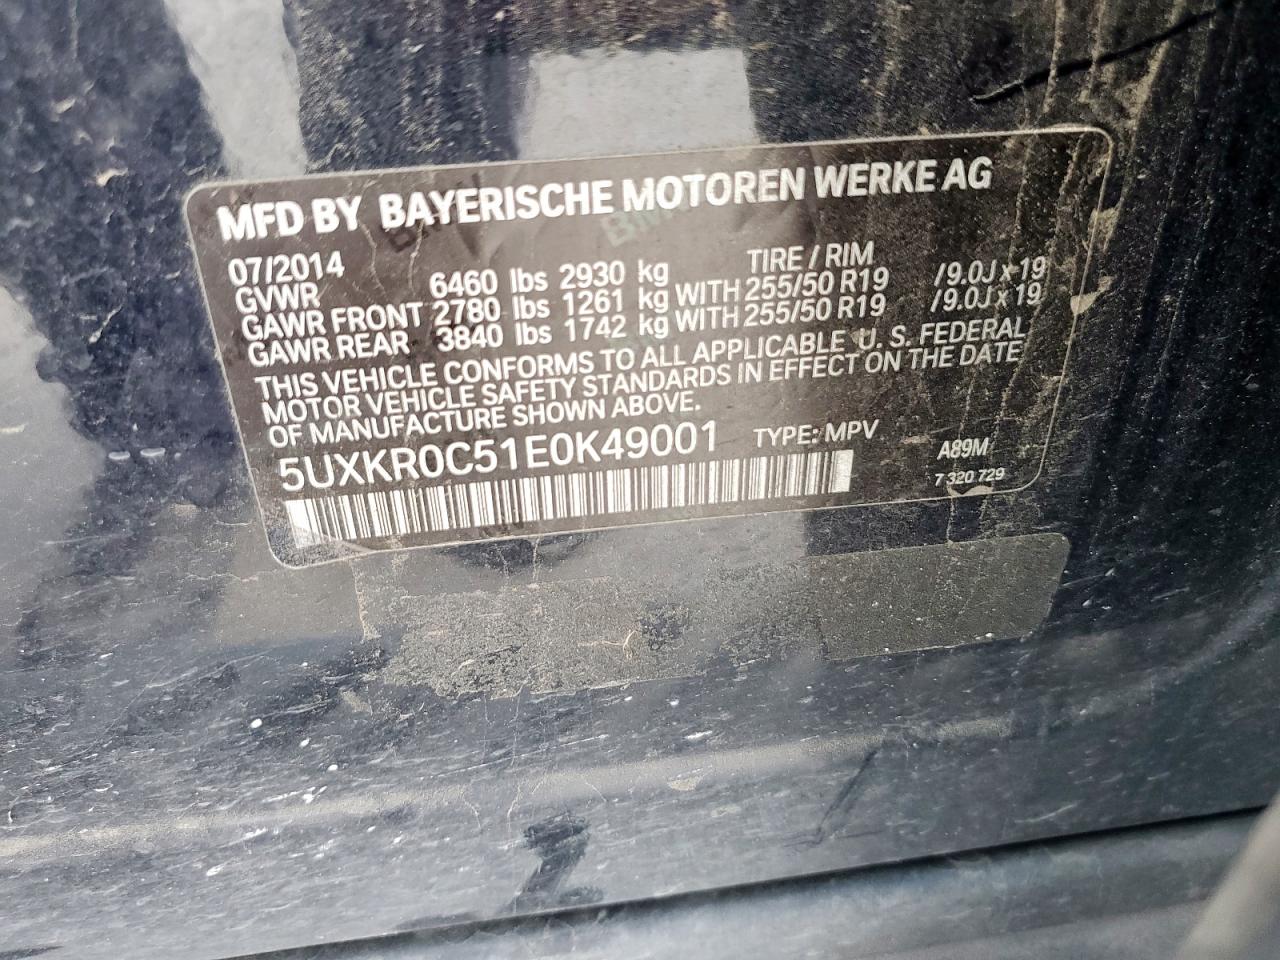 MFD BY BAYERISCHE MOTOREN WERKE AG
07/2014 TIRE / RIM
GVWR 6460 lbs 2930 kg
GAWR FRONT 2780 lbs 1261 kg WITH 255/50 R19 /9.0J x 19
GAWR REAR 3840 lbs 1742 kg WITH 255/50 R19 /9.0J x 19
THIS VEHICLE CONFORMS TO ALL APPLICABLE U. S. FEDERAL
MOTOR VEHICLE SAFETY STANDARDS IN EFFECT ON THE DATE
OF MANUFACTURE SHOWN ABOVE.
5UXKR0C51E0K49001 TYPE: MPV A89M
7 320 729